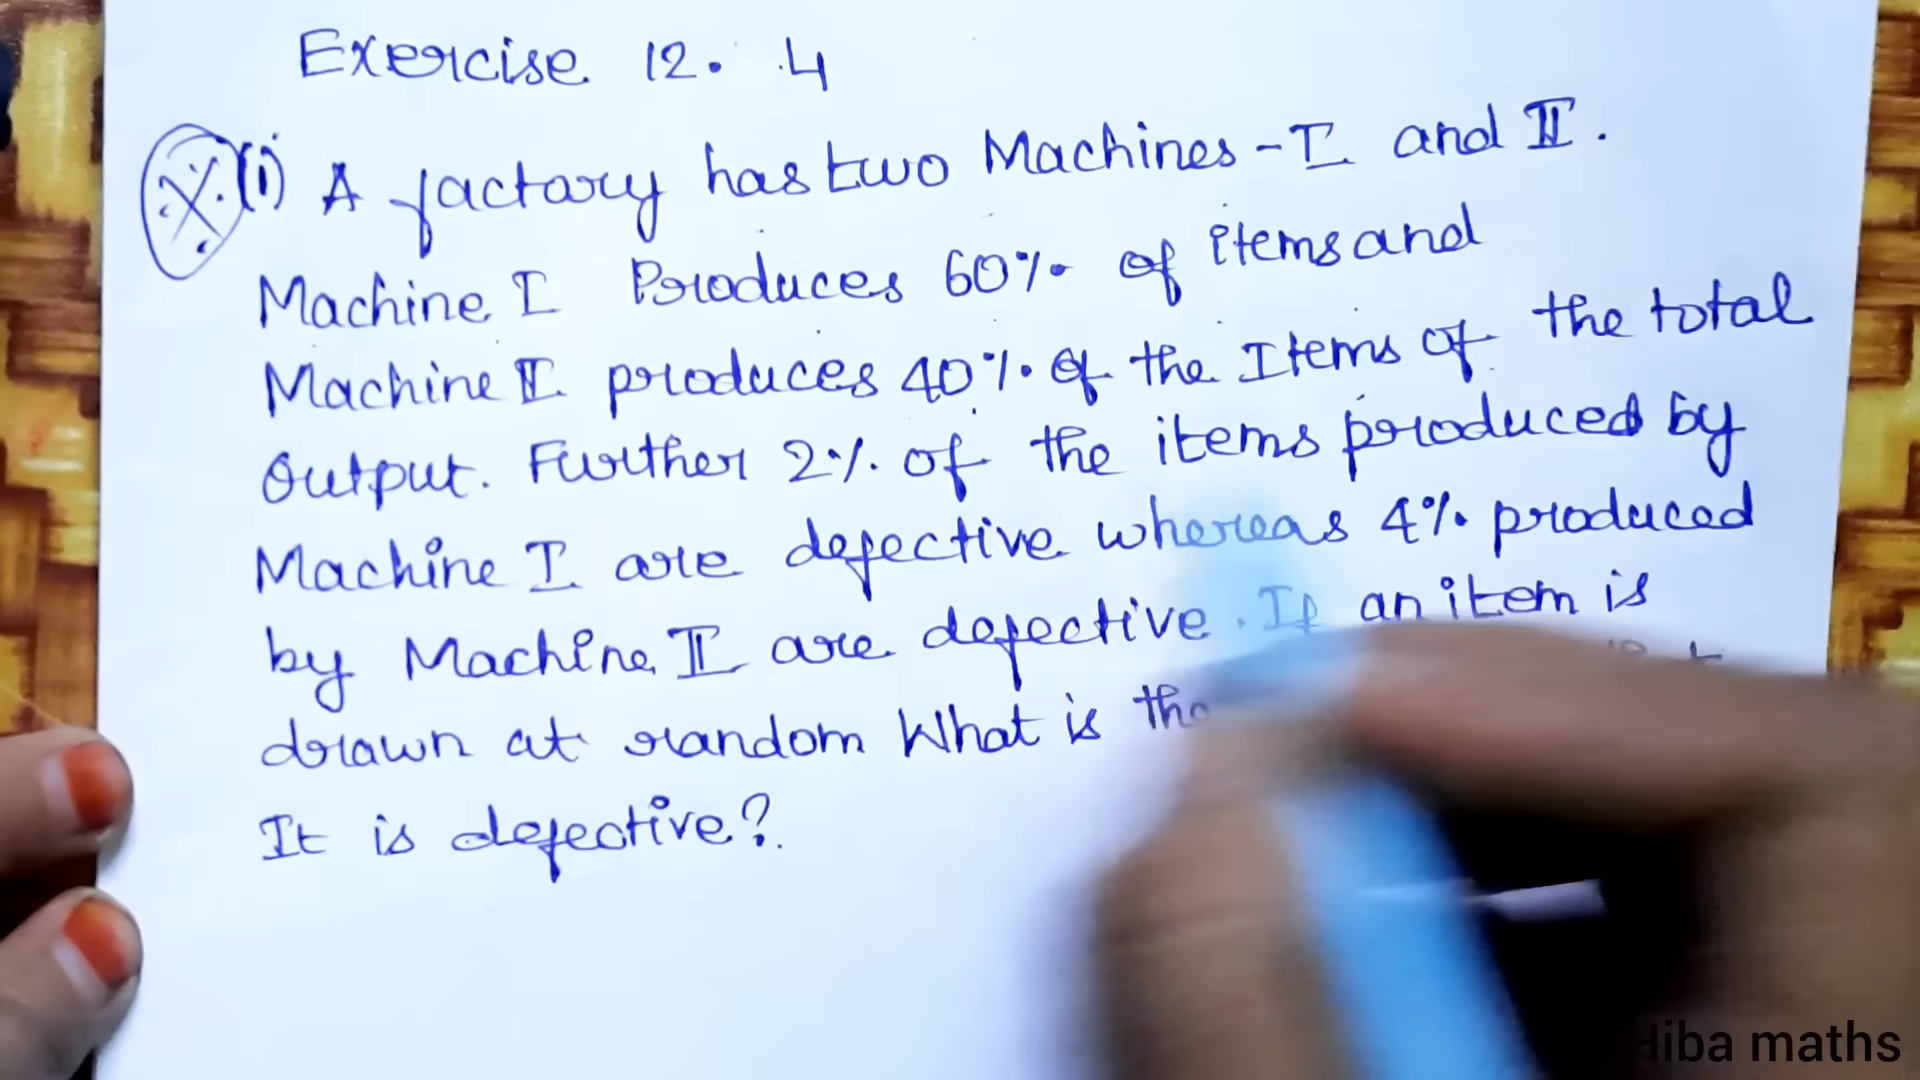 Exercise 12.4
(1) A factory has two Machines - I and II.
Machine I Produces 60% of items and
Machine II produces 40% of the Items of the total
Output. Further 2% of the items produced by
Machine I are defective whereas 4% produced
by Machine II are defective. If an item is
drawn at random What is the
It is defective?
Hiba maths